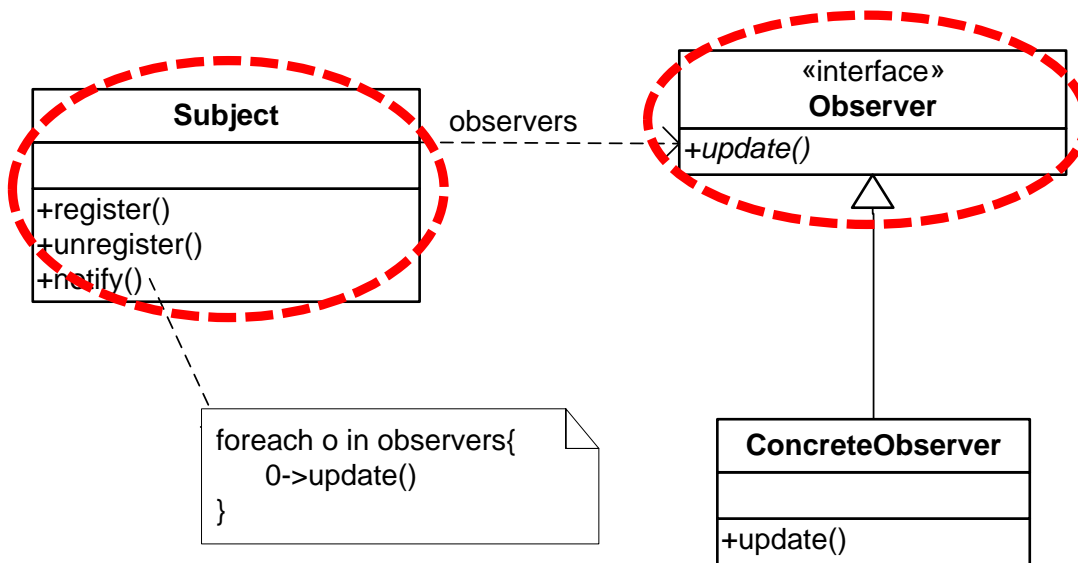 Subject
+register()
+unregister()
+notify()
observers
«interface»
Observer
+update()
foreach o in observers{
0->update()
}
ConcreteObserver
+update()